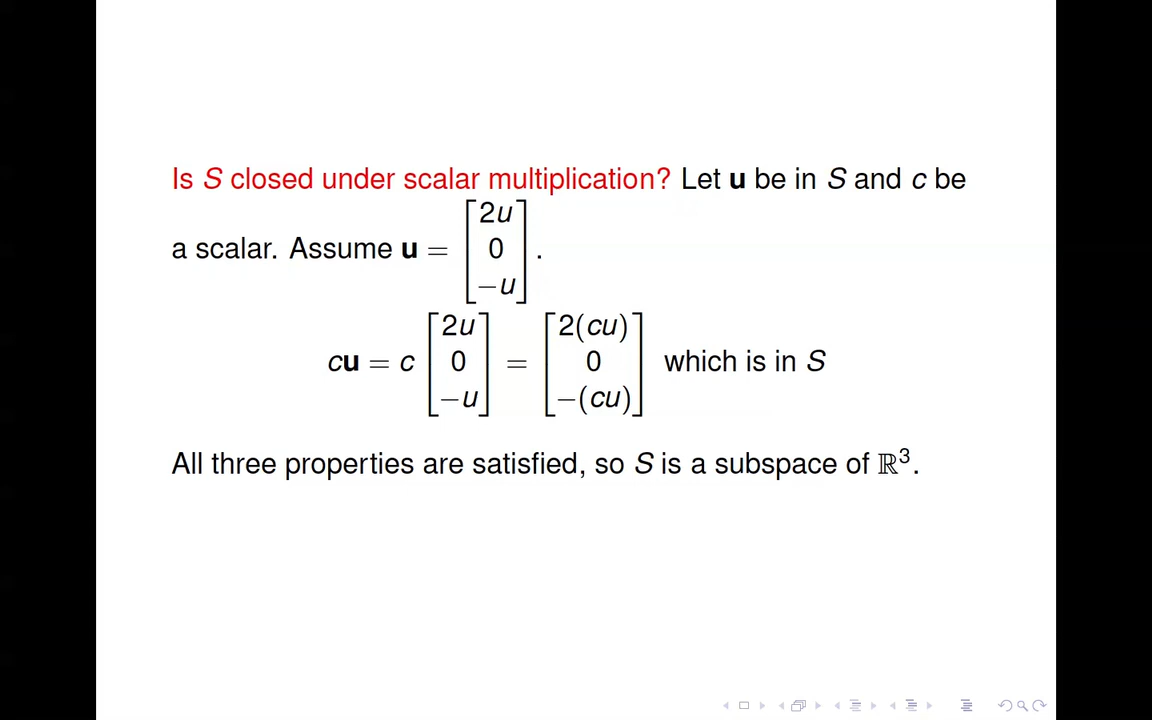 Is S closed under scalar multiplication? Let u be in S and c be
a scalar. Assume u = [2u 0 −u].
cu = c [2u 0 −u] = [2(cu) 0 −(cu)] which is in S
All three properties are satisfied, so S is a subspace of ℝ³.